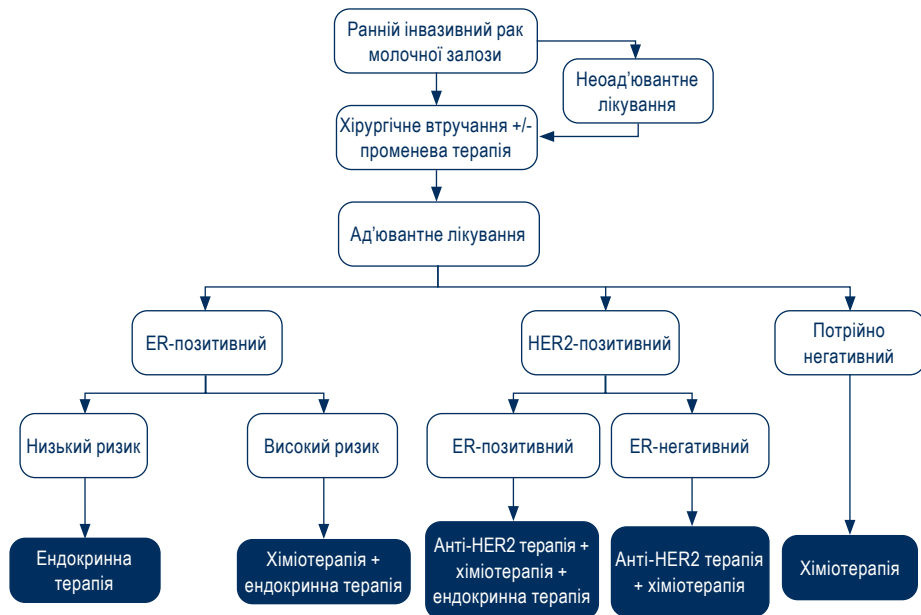 Ранній інвазивний рак
молочної залози
Неоад’ювантне
лікування
Хірургічне втручання +/-
променева терапія
Ад’ювантне лікування
ER-позитивний
HER2-позитивний
Потрійно
негативний
Низький ризик
Високий ризик
ER-позитивний
ER-негативний
Ендокринна
терапія
Хіміотерапія +
ендокринна терапія
Анті-HER2 терапія +
хіміотерапія +
ендокринна терапія
Анті-HER2 терапія
+ хіміотерапія
Хіміотерапія